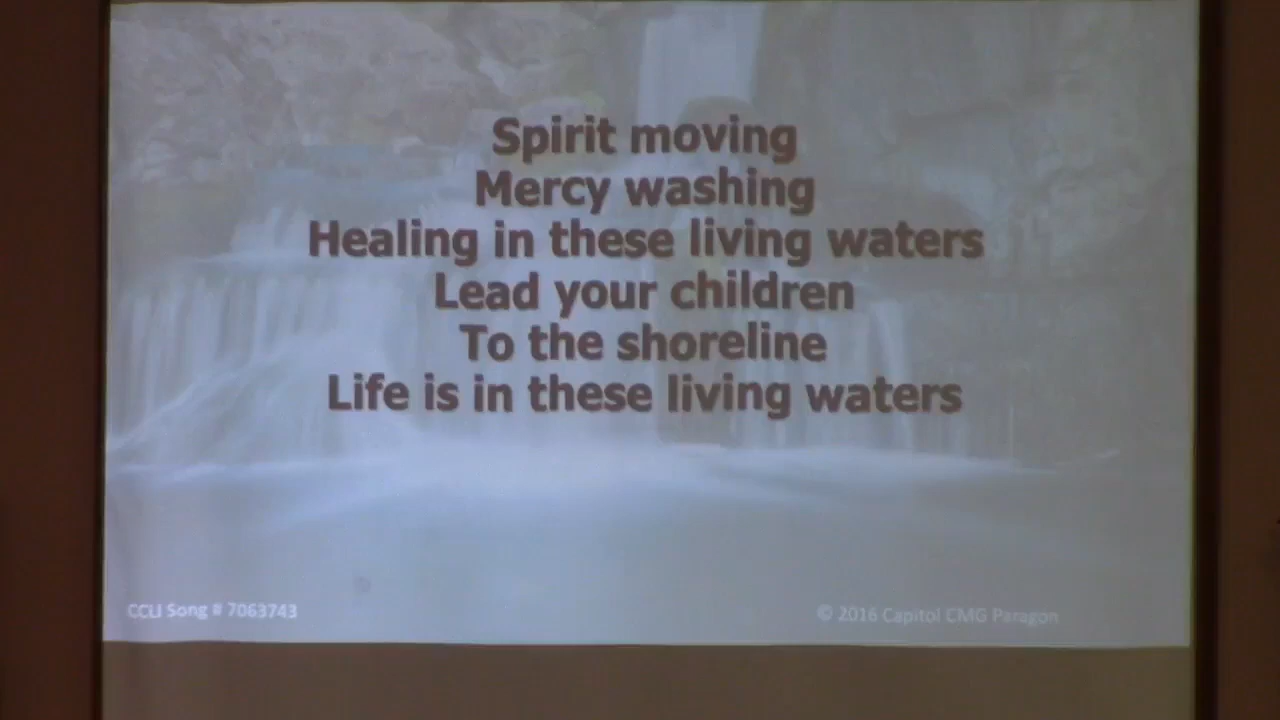 Spirit moving
Mercy washing
Healing in these living waters
Lead your children
To the shoreline
Life is in these living waters
CCLI Song # 7063743
© 2016 Capitol CMG Paragon